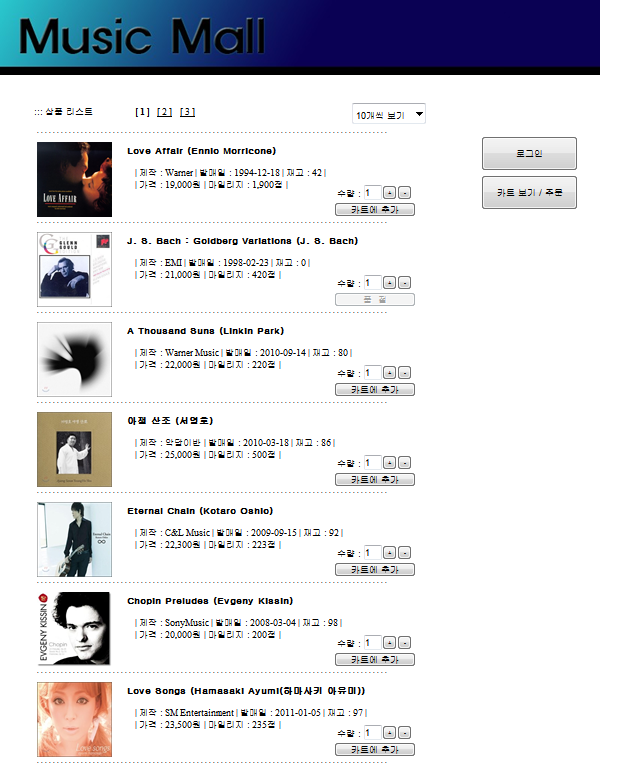 Music Mall
::: 상품 리스트 [1] [2] [3] 10개씩 보기
로그인
카트 보기 / 주문
LOVE AFFAIR
Love Affair (Ennio Morricone)
| 제작 : Warner | 발매일 : 1994-12-18 | 재고 : 42 |
| 가격 : 19,000원 | 마일리지 : 1,900점 |
수량 : 1 + -
카트에 추가
GLENN
GOULD
J. S. Bach : Goldberg Variations (J. S. Bach)
| 제작 : EMI | 발매일 : 1998-02-23 | 재고 : 0 |
| 가격 : 21,000원 | 마일리지 : 420점 |
수량 : 1 + -
품 절
A Thousand Suns (Linkin Park)
| 제작 : Warner Music | 발매일 : 2010-09-14 | 재고 : 80 |
| 가격 : 22,000원 | 마일리지 : 220점 |
수량 : 1 + -
카트에 추가
아쟁 산조 (서영호)
| 제작 : 악당이반 | 발매일 : 2010-03-18 | 재고 : 86 |
| 가격 : 25,000원 | 마일리지 : 500점 |
수량 : 1 + -
카트에 추가
Eternal Chain
Eternal Chain (Kotaro Oshio)
| 제작 : C&L Music | 발매일 : 2009-09-15 | 재고 : 92 |
| 가격 : 22,300원 | 마일리지 : 223점 |
수량 : 1 + -
카트에 추가
EVGENY KISSIN
Chopin
Chopin Preludes (Evgeny Kissin)
| 제작 : SonyMusic | 발매일 : 2008-03-04 | 재고 : 98 |
| 가격 : 20,000원 | 마일리지 : 200점 |
수량 : 1 + -
카트에 추가
Love songs
Love Songs (Hamasaki Ayumi(하마사키 아유미))
| 제작 : SM Entertainment | 발매일 : 2011-01-05 | 재고 : 97 |
| 가격 : 23,500원 | 마일리지 : 235점 |
수량 : 1 + -
카트에 추가